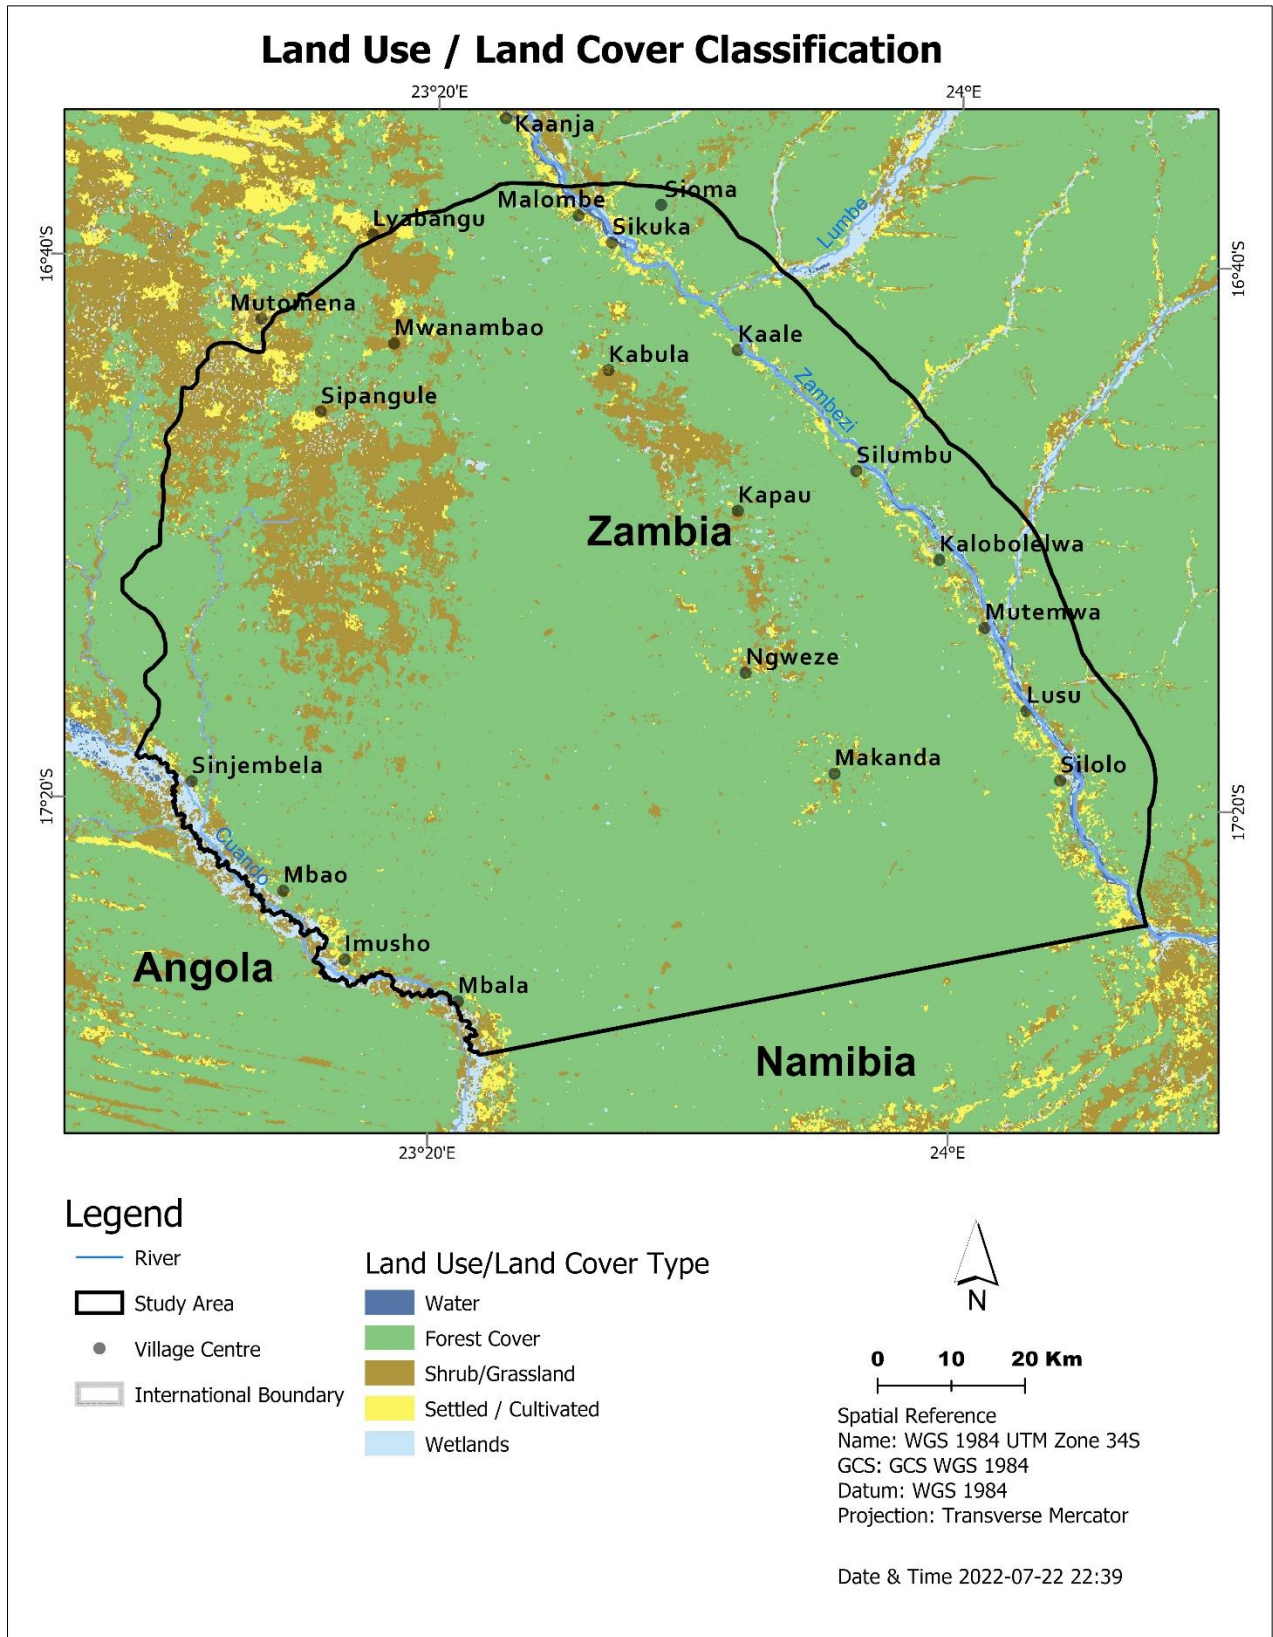 Land Use / Land Cover Classification
23°20'E
24°E
Kaanja
Sioma
Malombe
Lyabangu
Sikuka
Lumbe
16°40'S
16°40'S
Mutomena
Mwanambao
Kaale
Kabula
Zambezi
Sipangule
Silumbu
Kapau
Zambia
Kalobolelwa
Mutemwa
Ngweze
Lusu
Makanda
Sinjembela
Silolo
17°20'S
17°20'S
Cuando
Mbao
Imusho
Angola
Mbala
Namibia
23°20'E
24°E
Legend
River
Study Area
Village Centre
International Boundary
Land Use/Land Cover Type
Water
Forest Cover
Shrub/Grassland
Settled / Cultivated
Wetlands
N
0 10 20 Km
Spatial Reference
Name: WGS 1984 UTM Zone 34S
GCS: GCS WGS 1984
Datum: WGS 1984
Projection: Transverse Mercator
Date & Time 2022-07-22 22:39